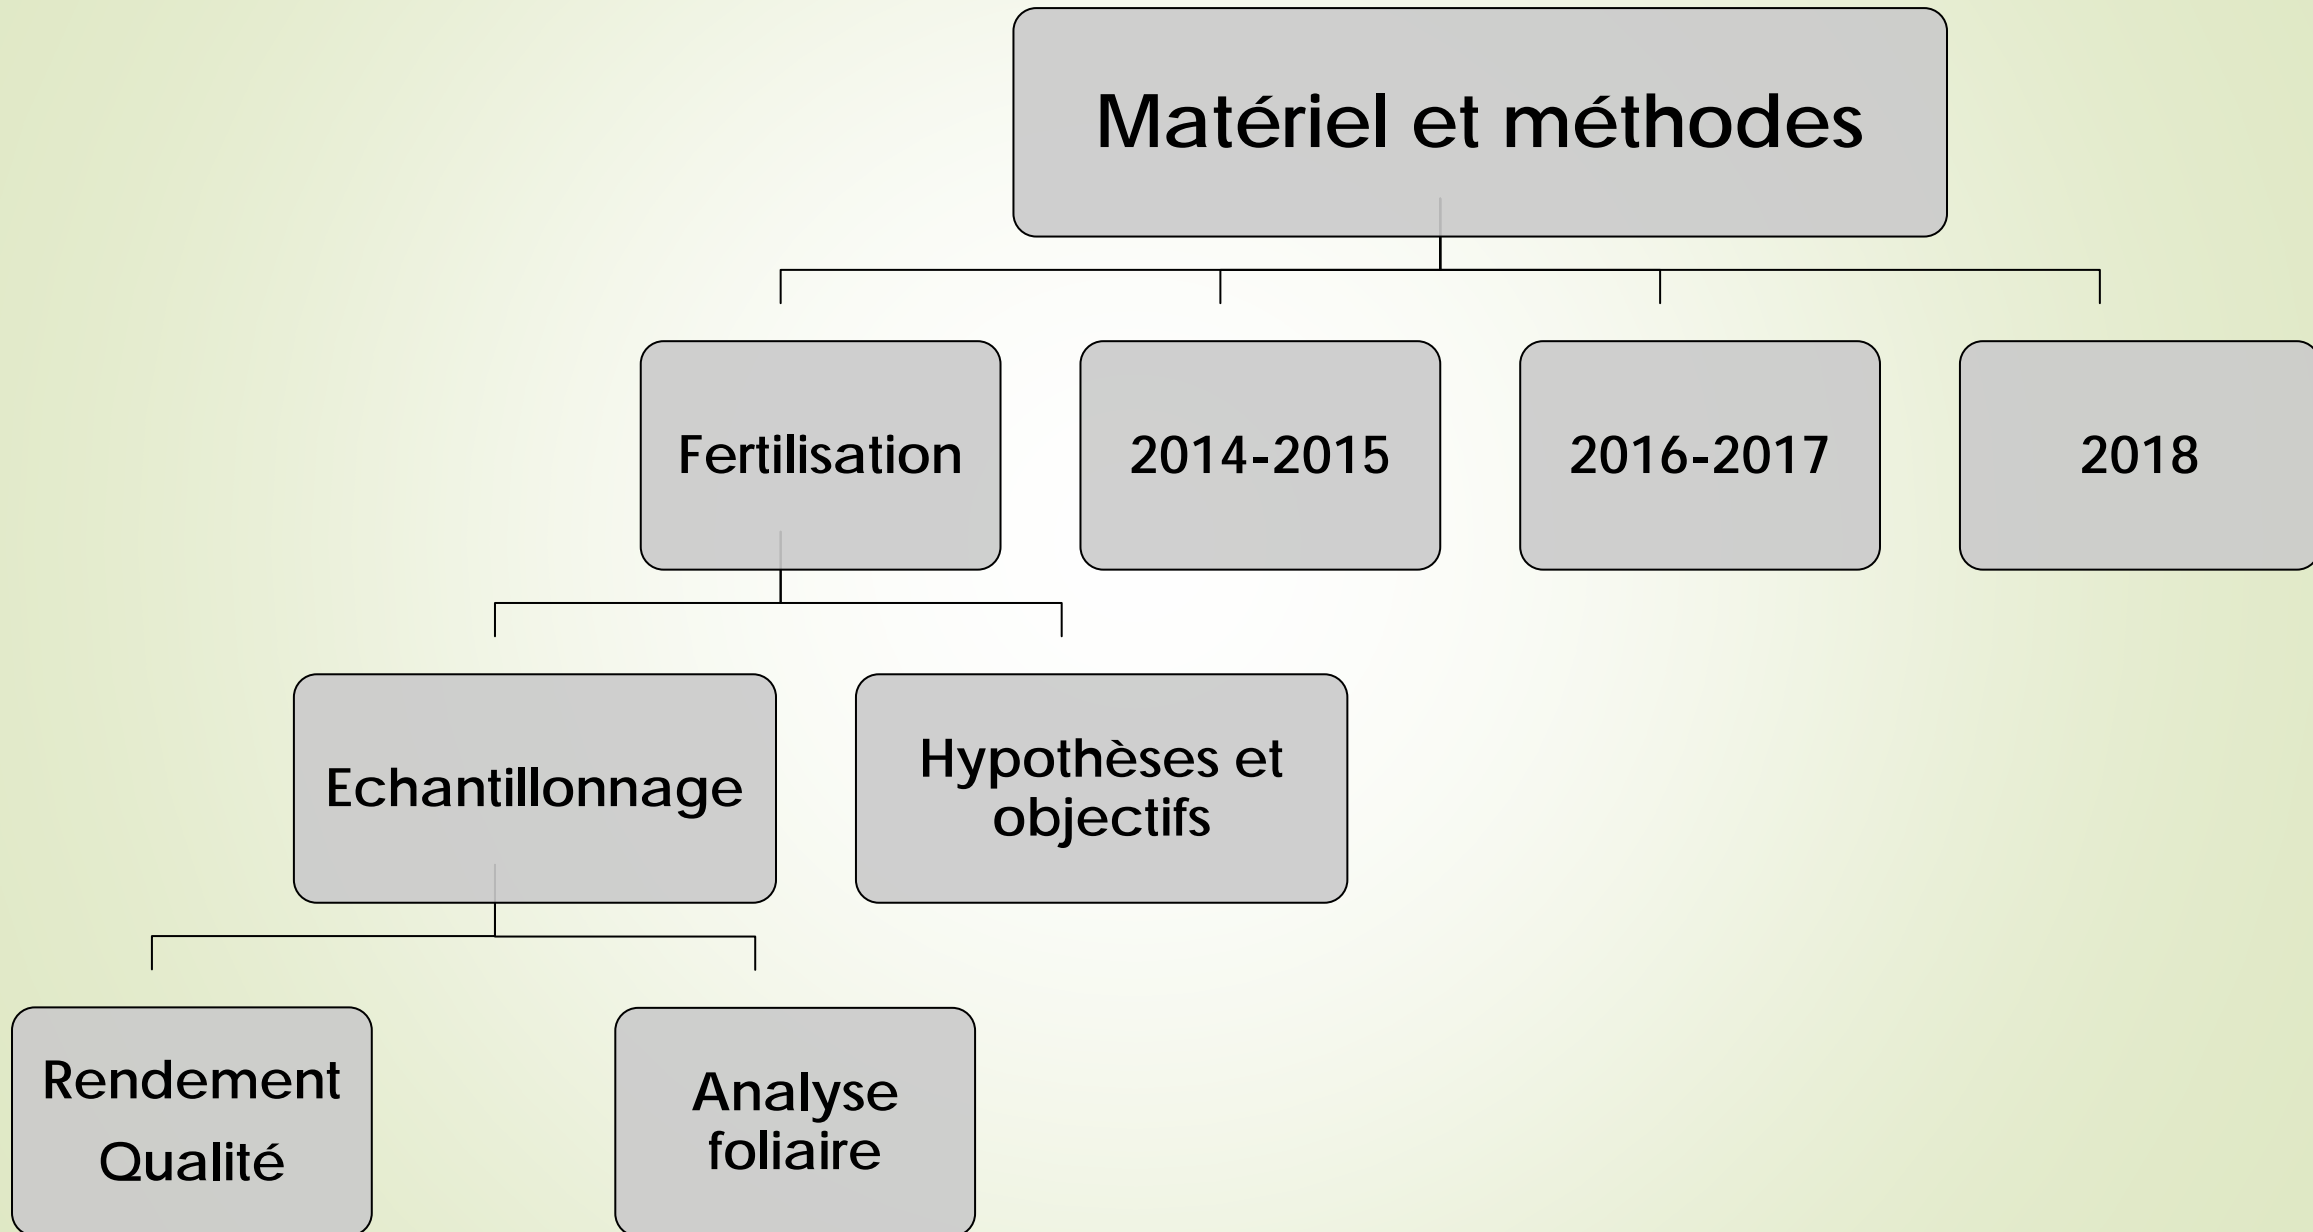 Matériel et méthodes
Fertilisation
2014-2015
2016-2017
2018
Echantillonnage
Hypothèses et
objectifs
Rendement
Qualité
Analyse
foliaire